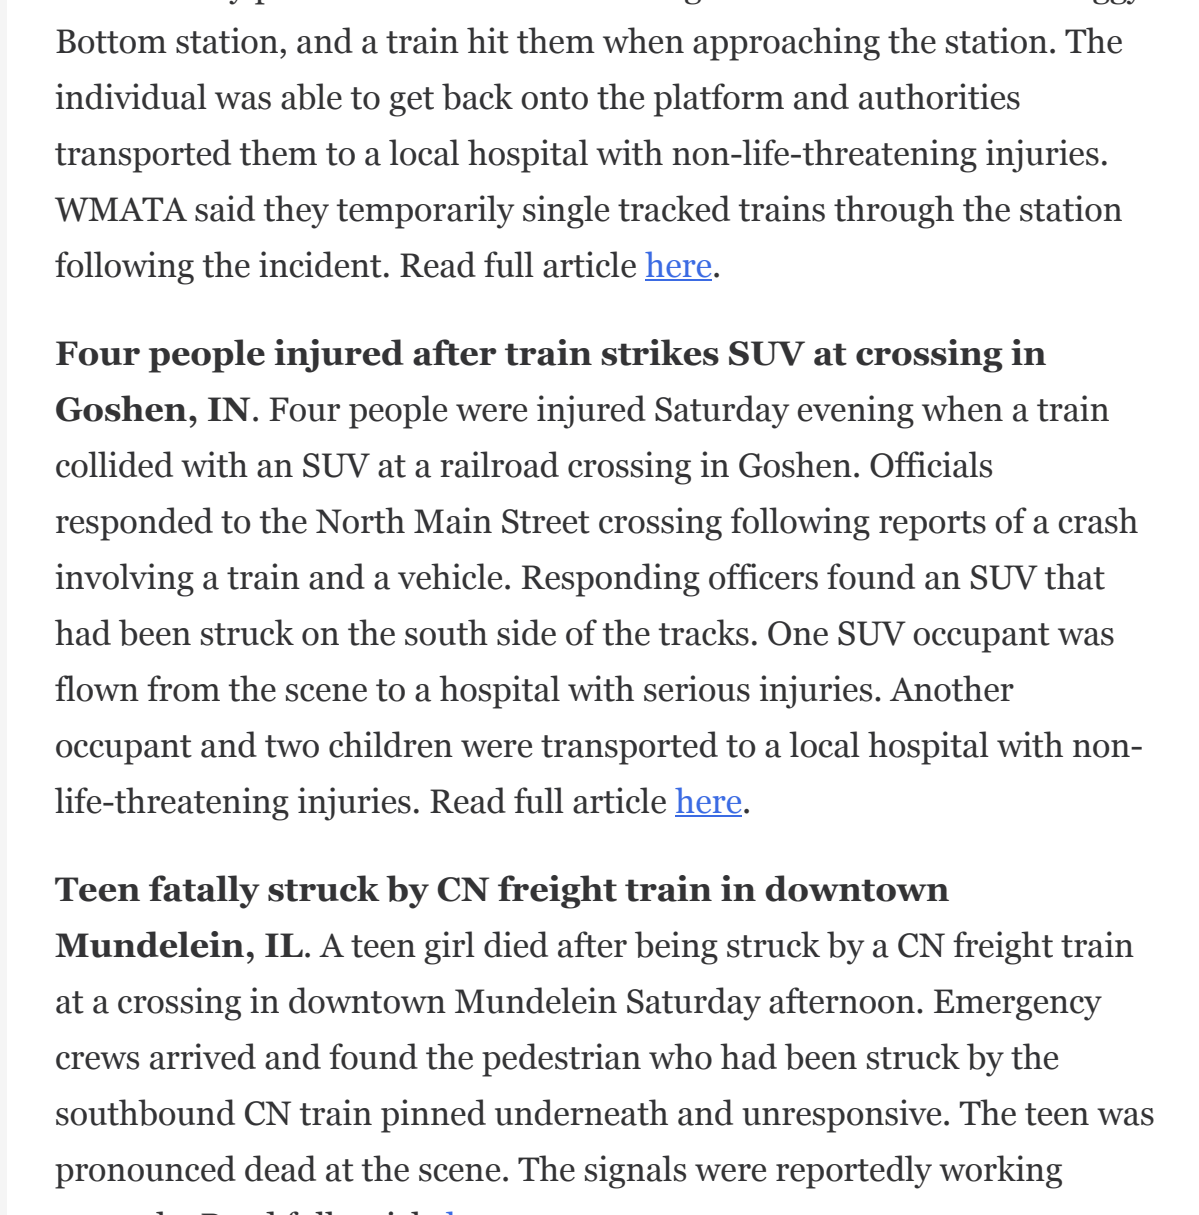 Bottom station, and a train hit them when approaching the station. The
individual was able to get back onto the platform and authorities
transported them to a local hospital with non-life-threatening injuries.
WMATA said they temporarily single tracked trains through the station
following the incident. Read full article here.
Four people injured after train strikes SUV at crossing in
Goshen, IN. Four people were injured Saturday evening when a train
collided with an SUV at a railroad crossing in Goshen. Officials
responded to the North Main Street crossing following reports of a crash
involving a train and a vehicle. Responding officers found an SUV that
had been struck on the south side of the tracks. One SUV occupant was
flown from the scene to a hospital with serious injuries. Another
occupant and two children were transported to a local hospital with non-
life-threatening injuries. Read full article here.
Teen fatally struck by CN freight train in downtown
Mundelein, IL. A teen girl died after being struck by a CN freight train
at a crossing in downtown Mundelein Saturday afternoon. Emergency
crews arrived and found the pedestrian who had been struck by the
southbound CN train pinned underneath and unresponsive. The teen was
pronounced dead at the scene. The signals were reportedly working